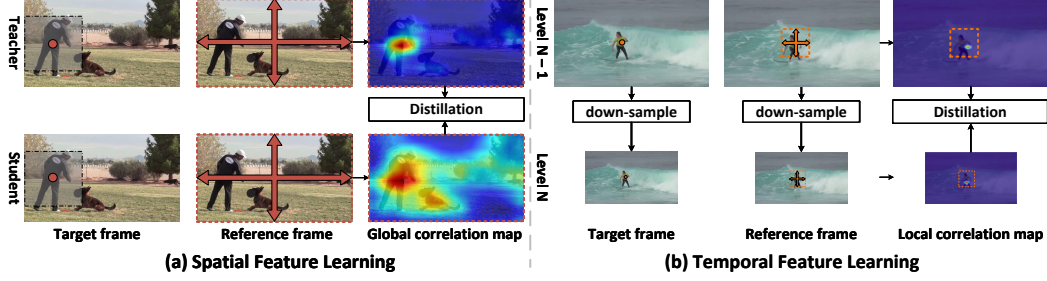 Teacher
Distillation
Student
Target frame
Reference frame
Global correlation map
(a) Spatial Feature Learning
Level N − 1
down-sample
down-sample
Distillation
Level N
Target frame
Reference frame
Local correlation map
(b) Temporal Feature Learning